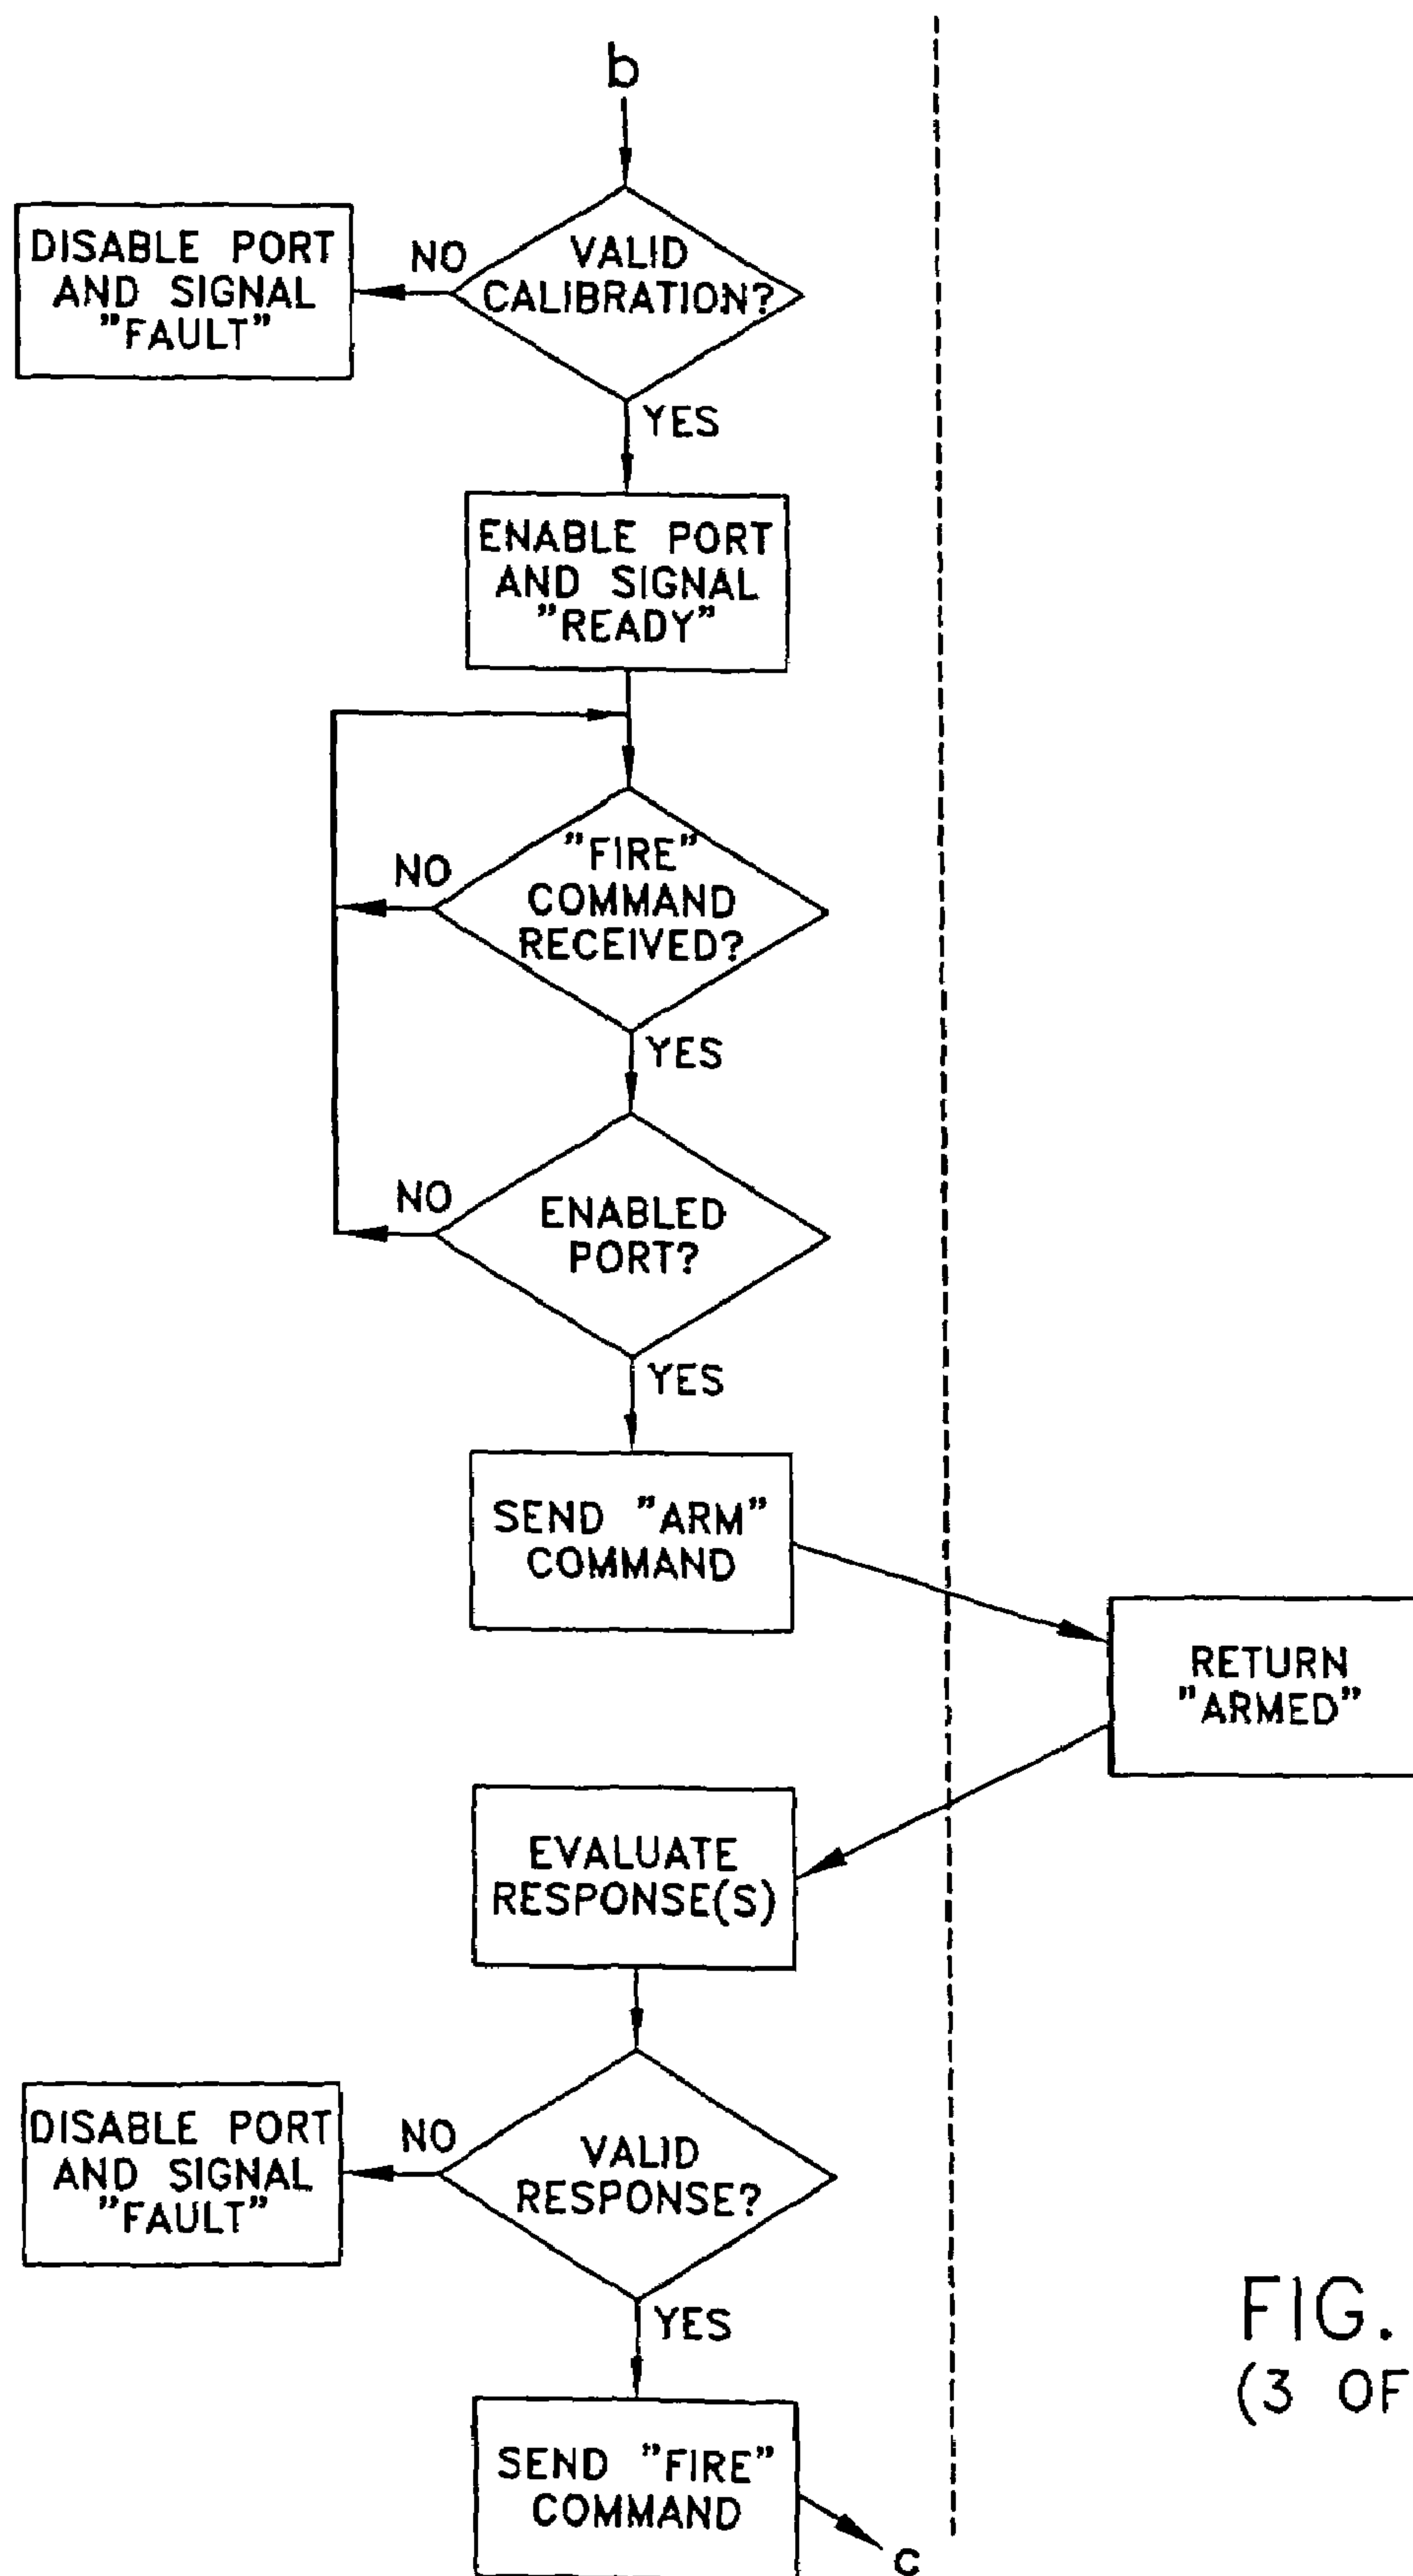 b
VALID
CALIBRATION?
NO
DISABLE PORT
AND SIGNAL
"FAULT"
YES
ENABLE PORT
AND SIGNAL
"READY"
"FIRE"
COMMAND
RECEIVED?
NO
YES
ENABLED
PORT?
NO
YES
SEND "ARM"
COMMAND
RETURN
"ARMED"
EVALUATE
RESPONSE(S)
VALID
RESPONSE?
NO
DISABLE PORT
AND SIGNAL
"FAULT"
YES
SEND "FIRE"
COMMAND
c
FIG.
(3 OF